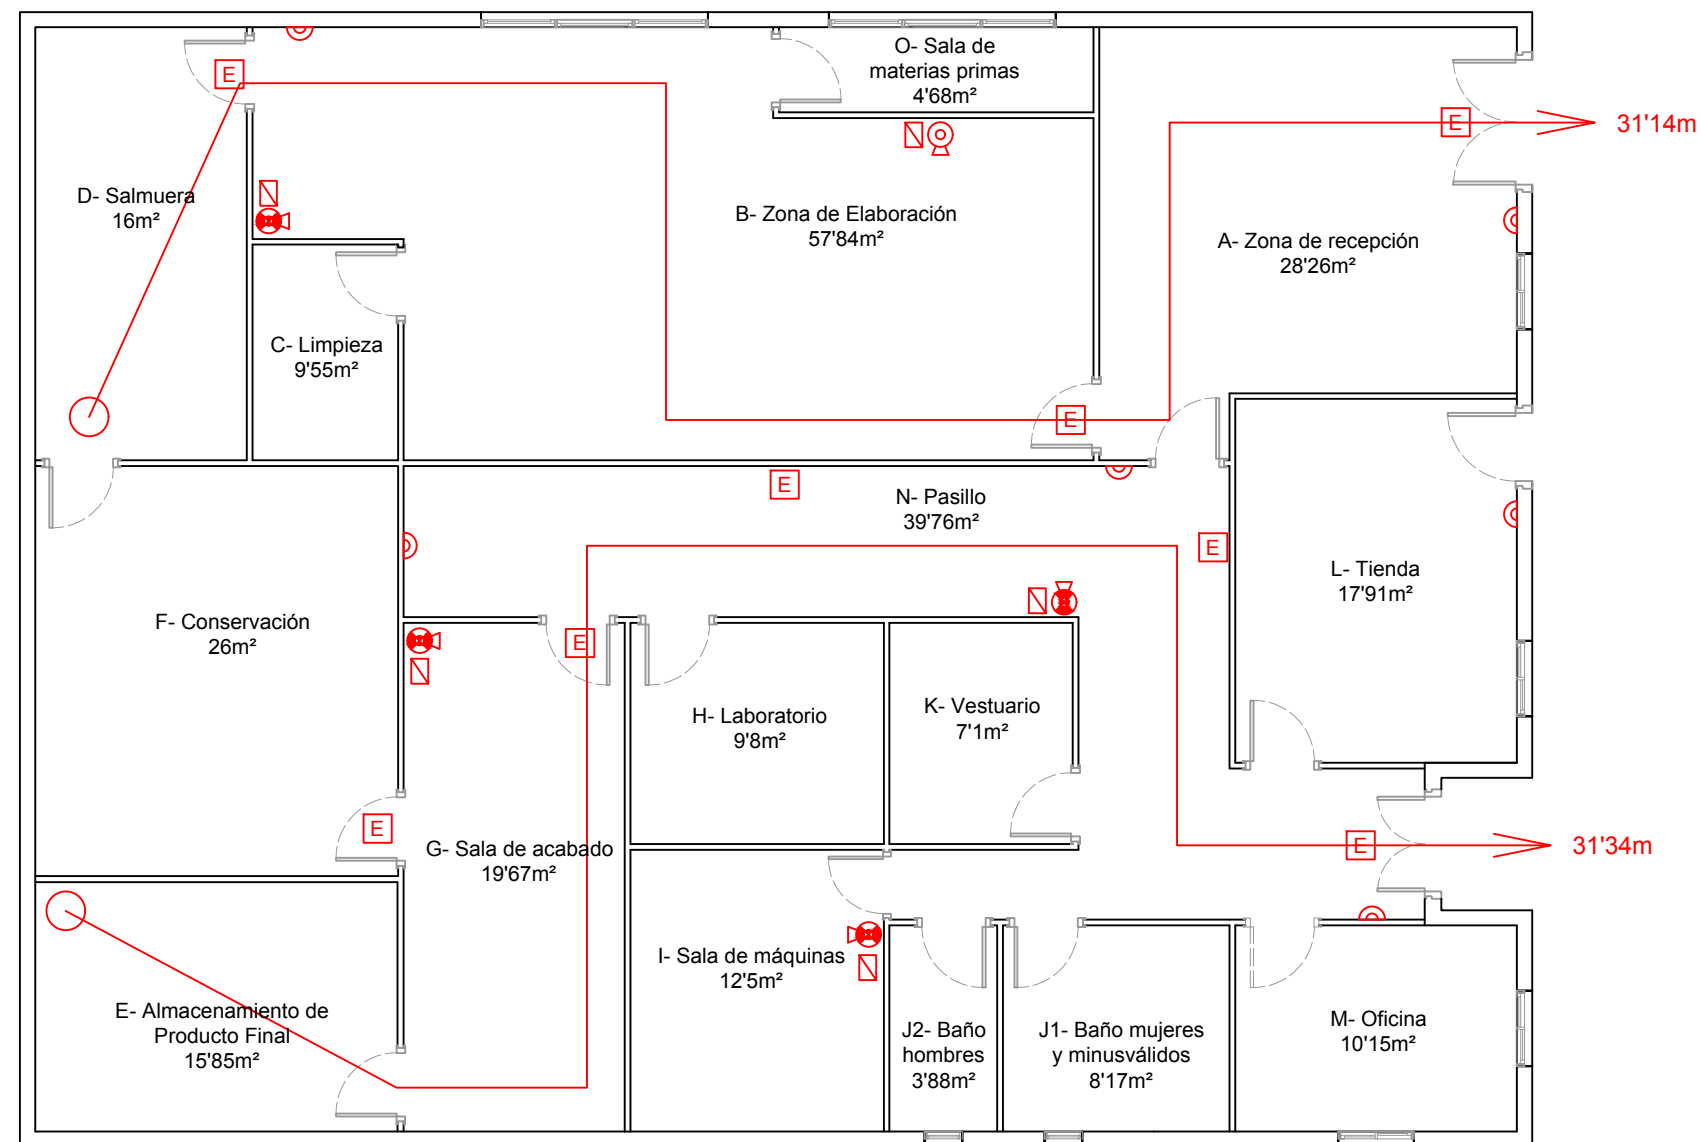 O- Sala de
materias primas
4'68m²
E
E
31'14m
D- Salmuera
16m²
B- Zona de Elaboración
57'84m²
A- Zona de recepción
28'26m²
C- Limpieza
9'55m²
E
E
N- Pasillo
39'76m²
E
L- Tienda
17'91m²
F- Conservación
26m²
E
H- Laboratorio
9'8m²
K- Vestuario
7'1m²
E
G- Sala de acabado
19'67m²
E
31'34m
I- Sala de máquinas
12'5m²
E- Almacenamiento de
Producto Final
15'85m²
J2- Baño
hombres
3'88m²
J1- Baño mujeres
y minusválidos
8'17m²
M- Oficina
10'15m²